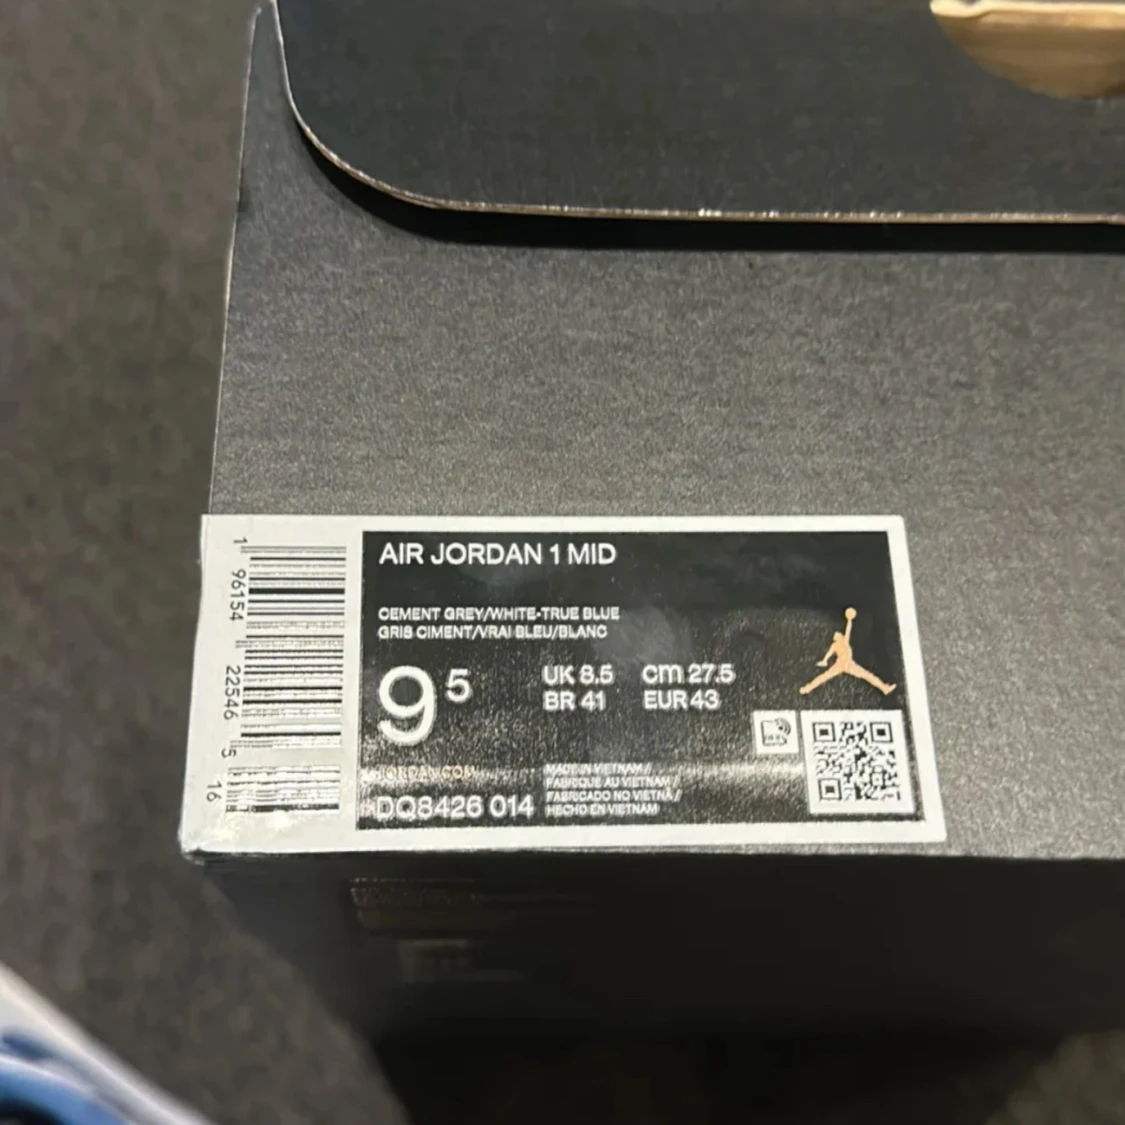 AIR JORDAN 1 MID
CEMENT GREY/WHITE-TRUE BLUE
GRIS CIMENT/VRAI BLEU/BLANC
9 5
UK 8.5 cm 27.5
BR 41 EUR 43
JORDAN.COM
DQ8426 014
MADE IN VIETNAM /
FABRIQUE AU VIETNAM /
FABRICADO NO VIETNÃ /
HECHO EN VIETNAM
1 96154 22546 5 16